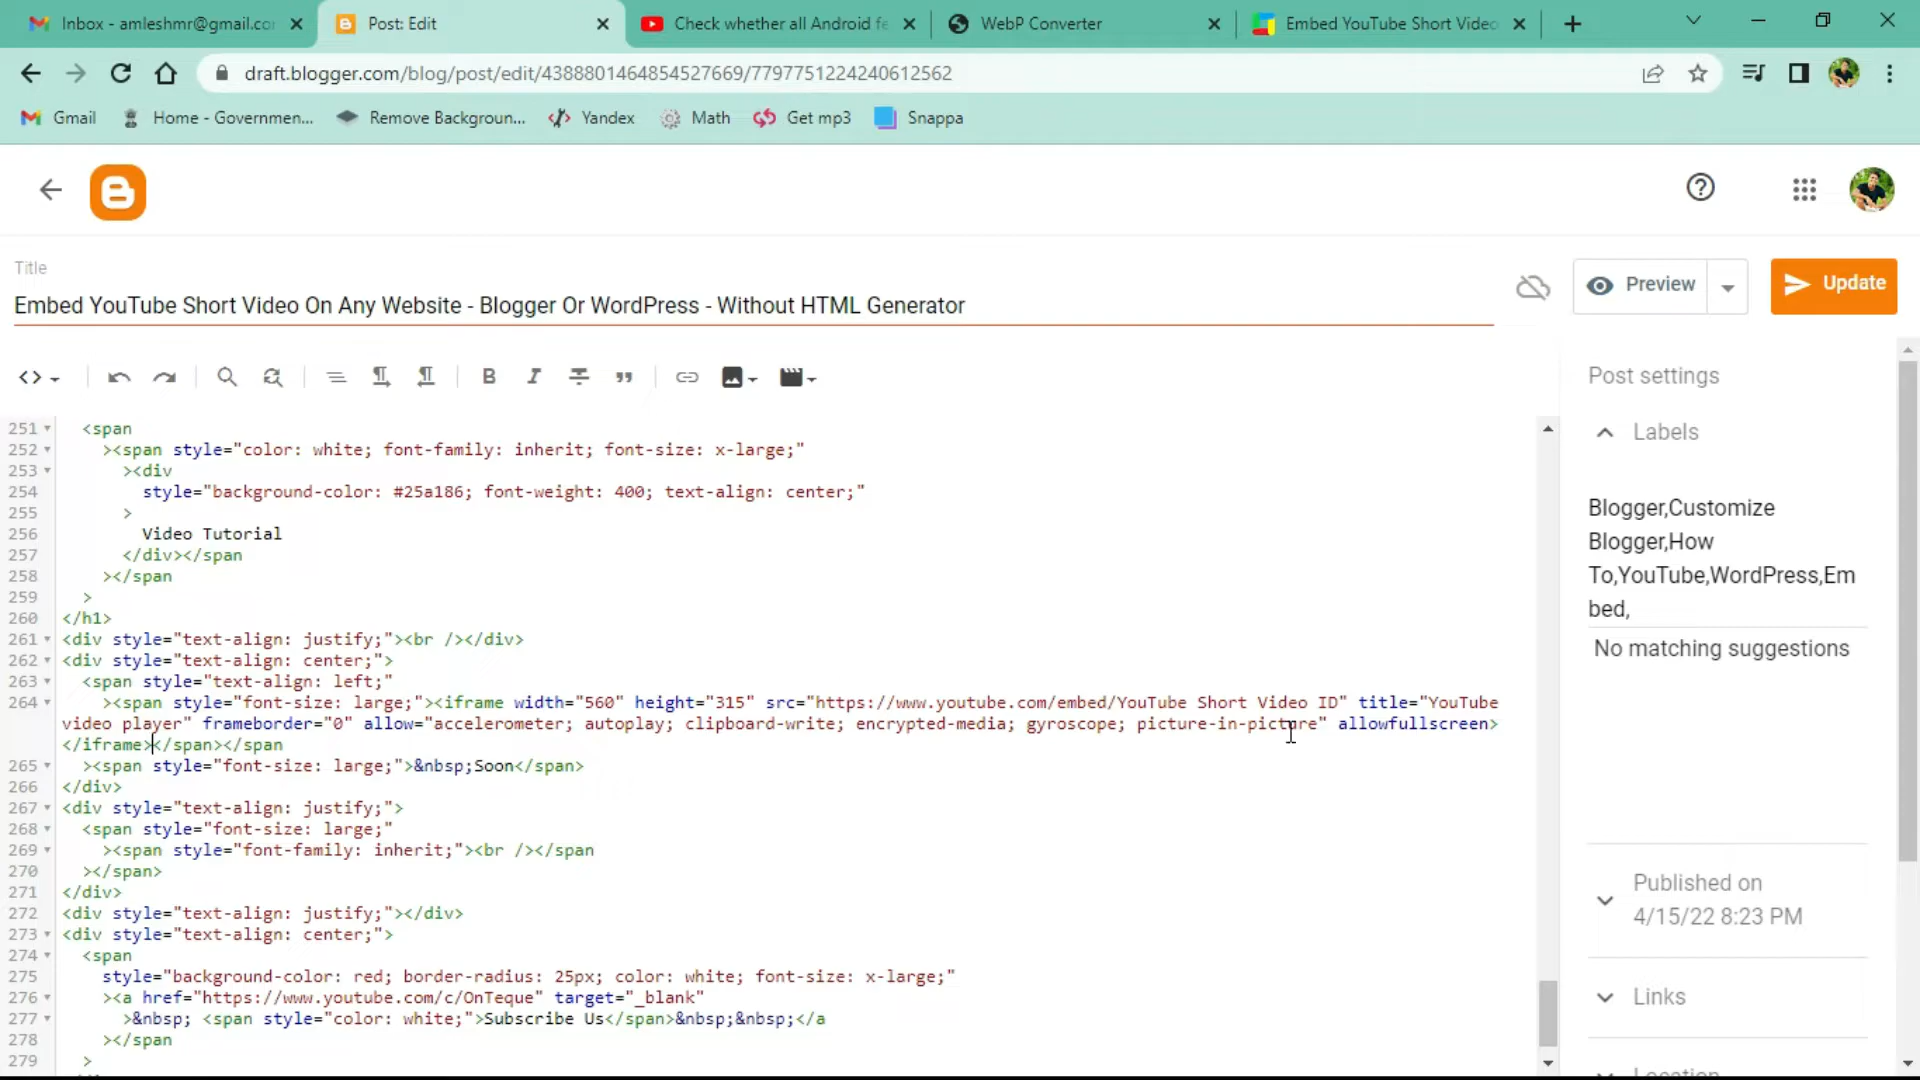 Inbox - amleshmr@gmail.co
Post: Edit
Check whether all Android fe
WebP Converter
Embed YouTube Short Video
draft.blogger.com/blog/post/edit/4388801464854527669/7797751224240612562
Gmail
Home - Governmen...
Remove Backgroun...
Yandex
Math
Get mp3
Snappa
Title
Embed YouTube Short Video On Any Website - Blogger Or WordPress - Without HTML Generator
Preview
Update
251 <span
252 ><span style="color: white; font-family: inherit; font-size: x-large;"
253 ><div
254 style="background-color: #25a186; font-weight: 400; text-align: center;"
255 >
256 Video Tutorial
257 </div></span
258 ></span
259 >
260 </h1>
261 <div style="text-align: justify;"><br /></div>
262 <div style="text-align: center;">
263 <span style="text-align: left;"
264 ><span style="font-size: large;"><iframe width="560" height="315" src="https://www.youtube.com/embed/YouTube Short Video ID" title="YouTube
video player" frameborder="0" allow="accelerometer; autoplay; clipboard-write; encrypted-media; gyroscope; picture-in-picture" allowfullscreen>
</iframe></span></span
265 ><span style="font-size: large;">&nbsp;Soon</span>
266 </div>
267 <div style="text-align: justify;">
268 <span style="font-size: large;"
269 ><span style="font-family: inherit;"><br /></span
270 ></span>
271 </div>
272 <div style="text-align: justify;"></div>
273 <div style="text-align: center;">
274 <span
275 style="background-color: red; border-radius: 25px; color: white; font-size: x-large;"
276 ><a href="https://www.youtube.com/c/OnTeque" target="_blank"
277 >&nbsp; <span style="color: white;">Subscribe Us</span>&nbsp;&nbsp;</a
278 ></span
279 >
Post settings
Labels
Blogger,Customize
Blogger,How
To,YouTube,WordPress,Em
bed,
No matching suggestions
Published on
4/15/22 8:23 PM
Links